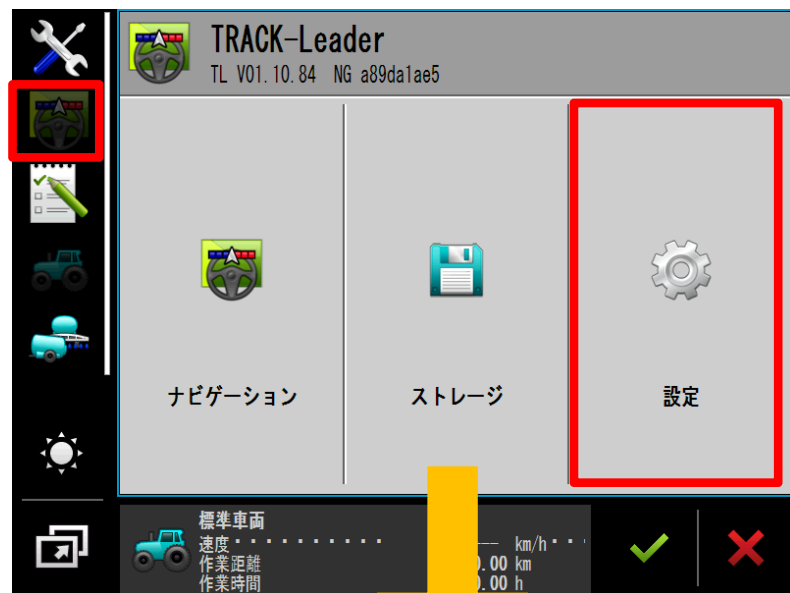 TRACK-Leader
TL V01.10.84 NG a89da1ae5
ナビゲーション
ストレージ
設定
標準車両
速度・・・・・・・・・・ --- km/h・・・
作業距離 .00 km
作業時間 .00 h